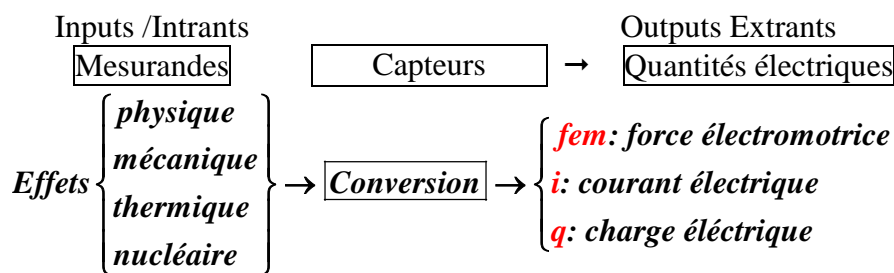 Inputs /Intrants Outputs Extrants
Mesurandes Capteurs → Quantités électriques
physique
fem: force électromotrice
mécanique
Effets → Conversion → i: courant électrique
thermique
q: charge éléctrique
nucléaire